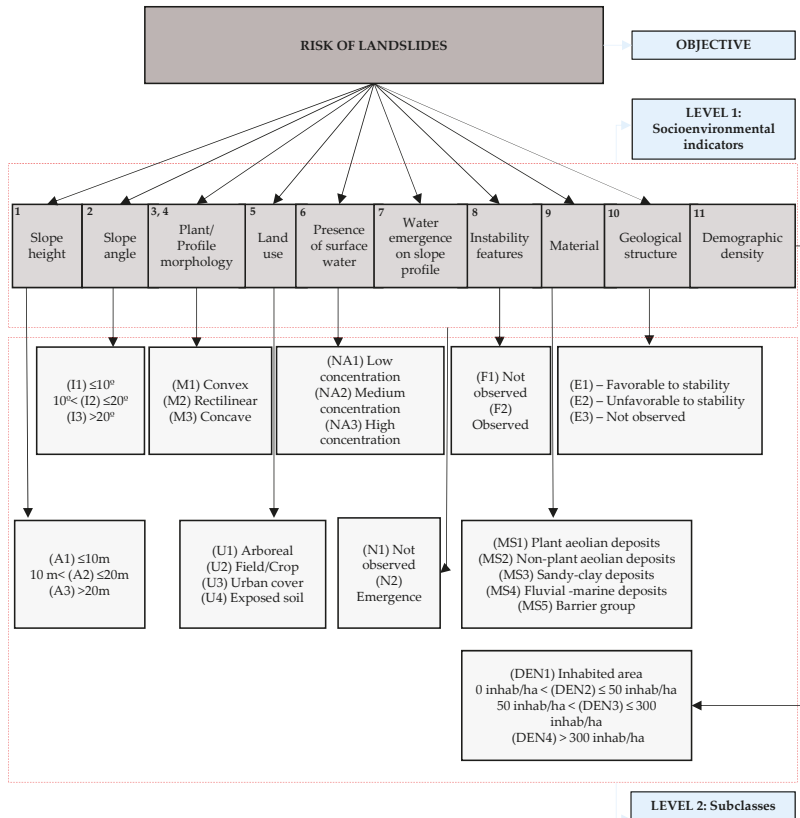 RISK OF LANDSLIDES
OBJECTIVE
LEVEL 1:
Socioenvironmental
indicators
1
Slope
height
2
Slope
angle
3, 4
Plant/
Profile
morphology
5
Land
use
6
Presence
of surface
water
7
Water
emergence
on slope
profile
8
Instability
features
9
Material
10
Geological
structure
11
Demographic
density
(I1) ≤10º
10º< (I2) ≤20º
(I3) >20º
(M1) Convex
(M2) Rectilinear
(M3) Concave
(NA1) Low
concentration
(NA2) Medium
concentration
(NA3) High
concentration
(F1) Not
observed
(F2)
Observed
(E1) – Favorable to stability
(E2) – Unfavorable to stability
(E3) – Not observed
(A1) ≤10m
10 m< (A2) ≤20m
(A3) >20m
(U1) Arboreal
(U2) Field/Crop
(U3) Urban cover
(U4) Exposed soil
(N1) Not
observed
(N2)
Emergence
(MS1) Plant aeolian deposits
(MS2) Non-plant aeolian deposits
(MS3) Sandy-clay deposits
(MS4) Fluvial -marine deposits
(MS5) Barrier group
(DEN1) Inhabited area
0 inhab/ha < (DEN2) ≤ 50 inhab/ha
50 inhab/ha < (DEN3) ≤ 300
inhab/ha
(DEN4) > 300 inhab/ha
LEVEL 2: Subclasses